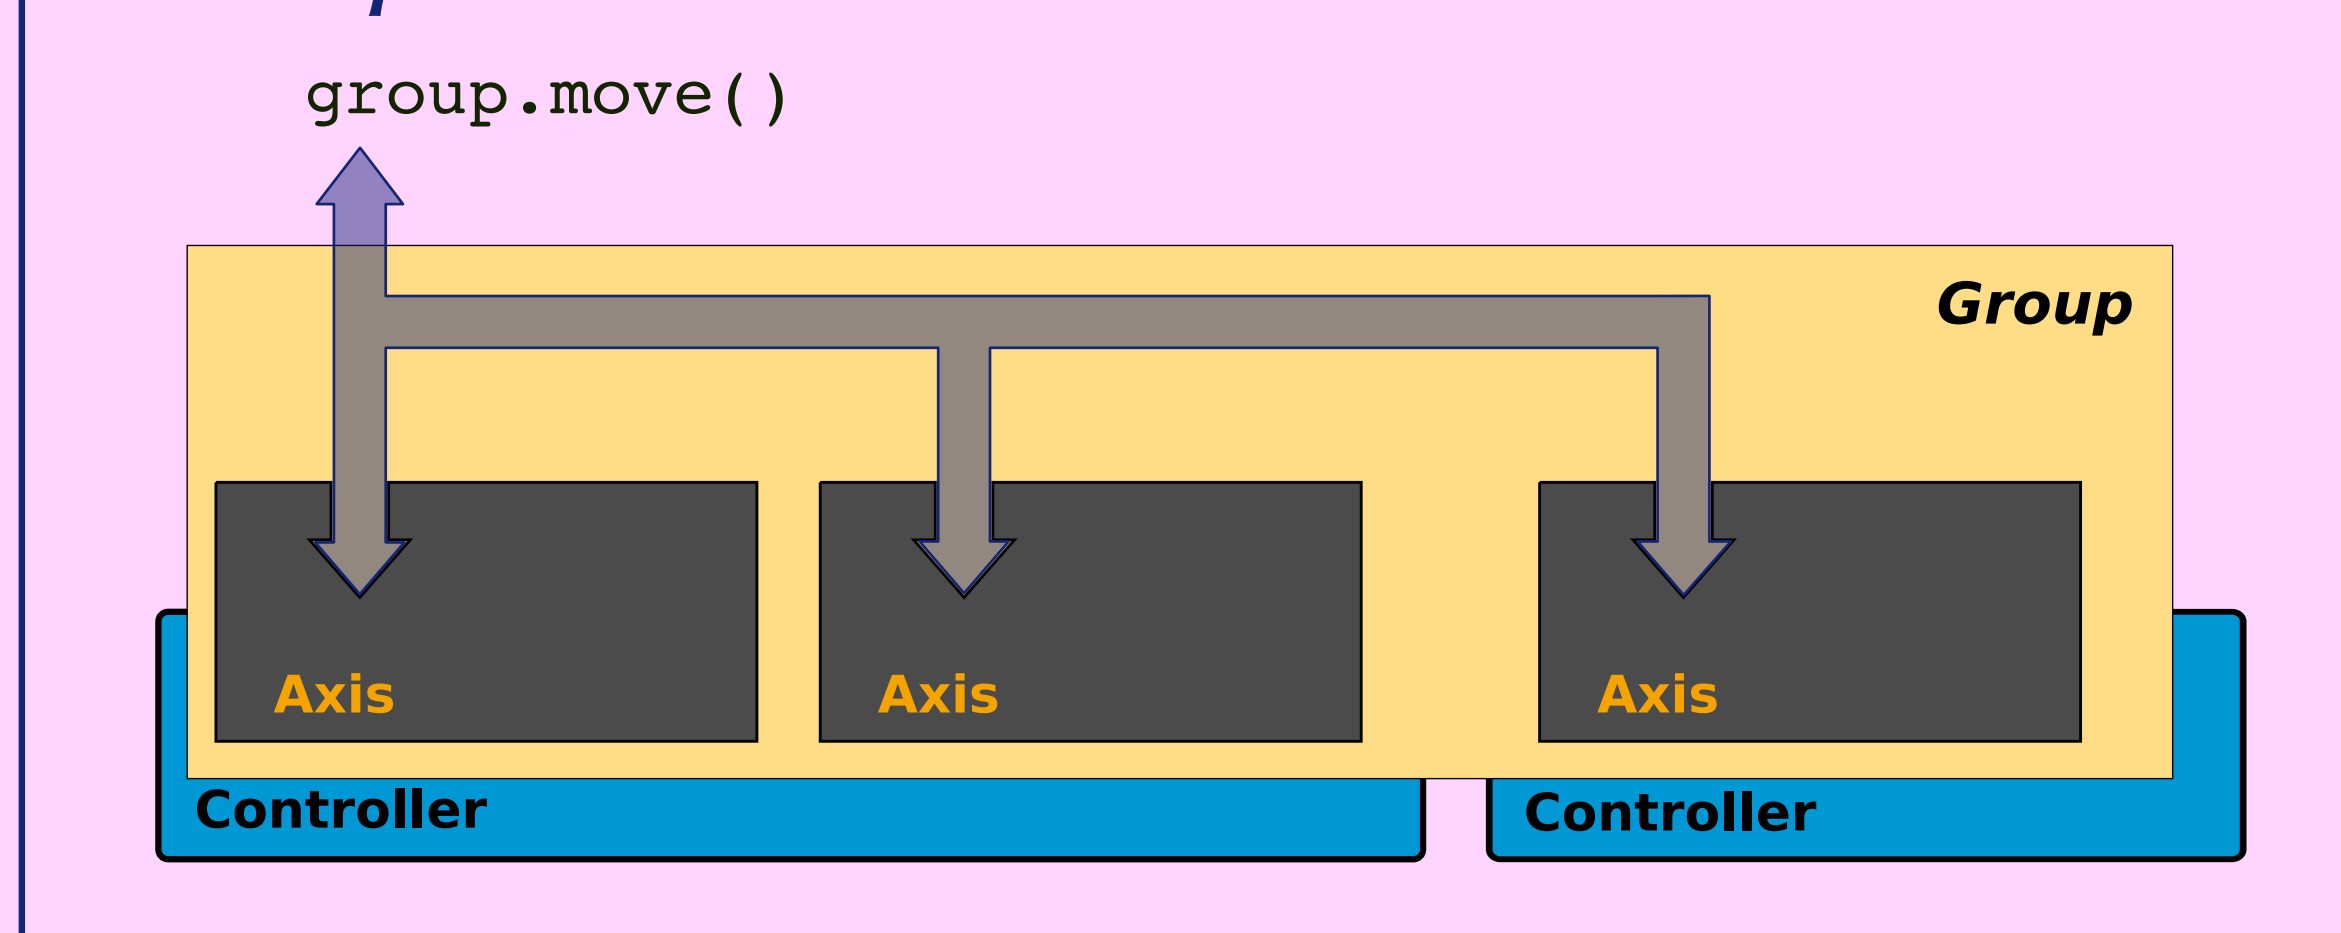 group.move()
Group
Axis
Axis
Axis
Controller
Controller